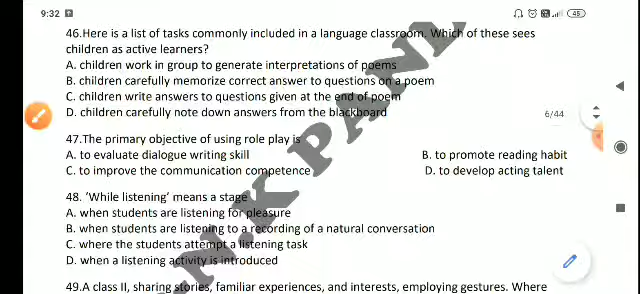 9:32
46
46.Here is a list of tasks commonly included in a language classroom. Which of these sees
children as active learners?
A. children work in group to generate interpretations of poems
B. children carefully memorize correct answer to questions on a poem
C. children write answers to questions given at the end of poem
D. children carefully note down answers from the blackboard
6/44
47.The primary objective of using role play is
A. to evaluate dialogue writing skill B. to promote reading habit
C. to improve the communication competence D. to develop acting talent
48. ‘While listening’ means a stage
A. when students are listening for pleasure
B. when students are listening to a recording of a natural conversation
C. where the students attempt a listening task
D. when a listening activity is introduced
49.A class II, sharing stories, familiar experiences, and interests, employing gestures. Where
N.K PANI